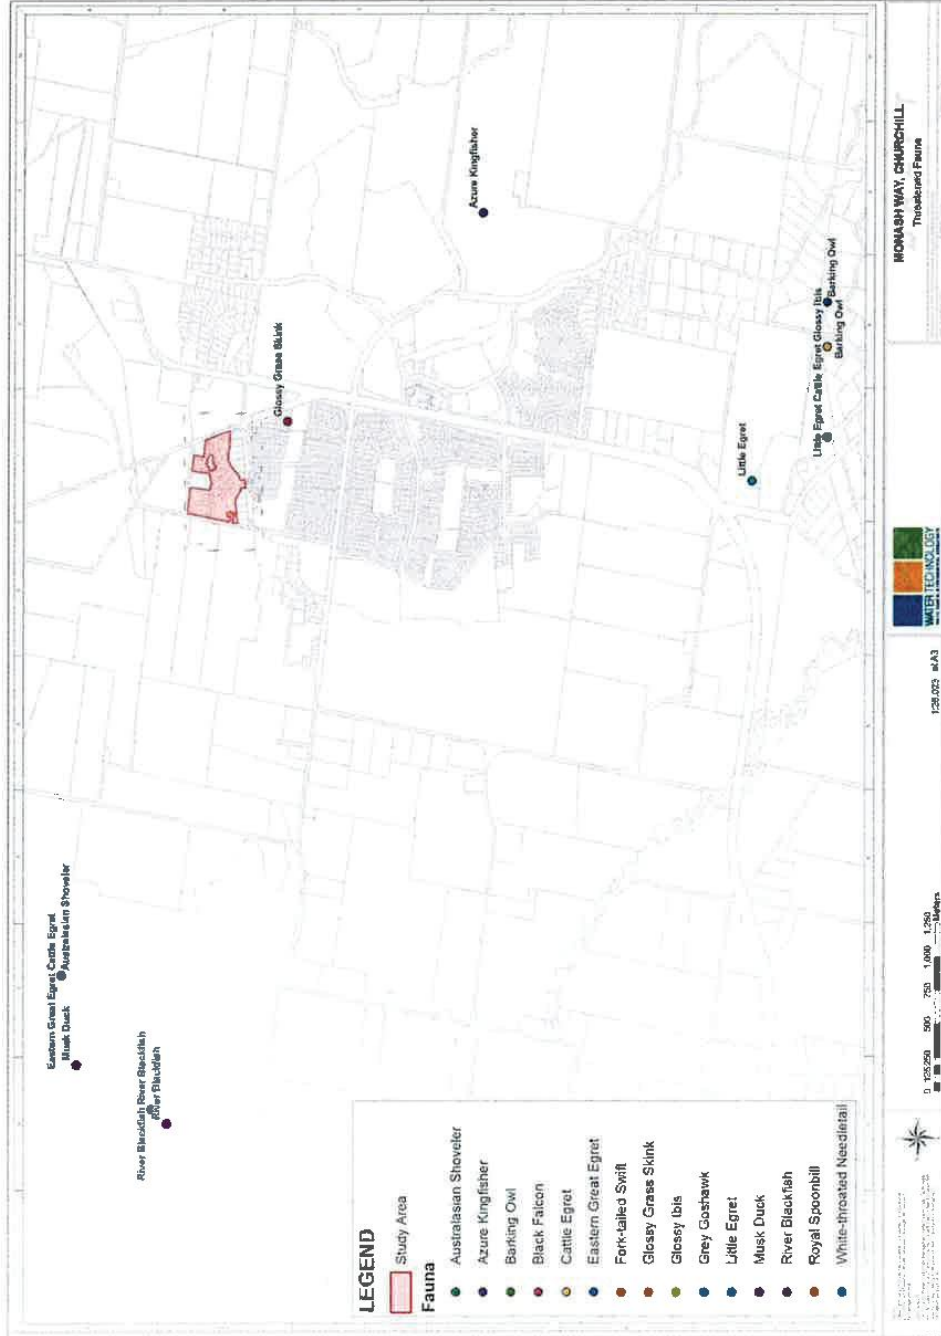 Eastern Great Egret Cattle Egret
Australasian Shoveler
Musk Duck
River Blackfish River Blackfish
River Blackfish
Glossy Grass Skink
Azure Kingfisher
Little Egret
Little Egret Cattle Egret Glossy Ibis
Barking Owl
Barking Owl
LEGEND
Study Area
Fauna
Australasian Shoveler
Azure Kingfisher
Barking Owl
Black Falcon
Cattle Egret
Eastern Great Egret
Fork-tailed Swift
Glossy Grass Skink
Glossy Ibis
Grey Goshawk
Little Egret
Musk Duck
River Blackfish
Royal Spoonbill
White-throated Needletail
0 125 250 500 750 1,000 1,250
Meters
at A3
WATER TECHNOLOGY
MONASH WAY, CHURCHILL
Threatened Fauna